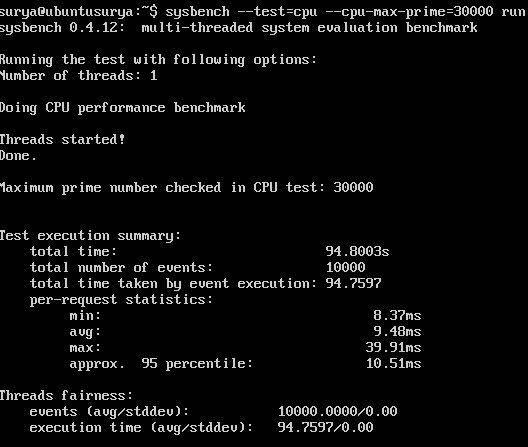 surya@ubuntusurya:~$ sysbench --test=cpu --cpu-max-prime=30000 run
sysbench 0.4.12:  multi-threaded system evaluation benchmark
Running the test with following options:
Number of threads: 1
Doing CPU performance benchmark
Threads started!
Done.
Maximum prime number checked in CPU test: 30000
Test execution summary:
    total time:                          94.8003s
    total number of events:              10000
    total time taken by event execution: 94.7597
    per-request statistics:
         min:                                  8.37ms
         avg:                                  9.48ms
         max:                                 39.91ms
         approx.  95 percentile:              10.51ms
Threads fairness:
    events (avg/stddev):           10000.0000/0.00
    execution time (avg/stddev):   94.7597/0.00